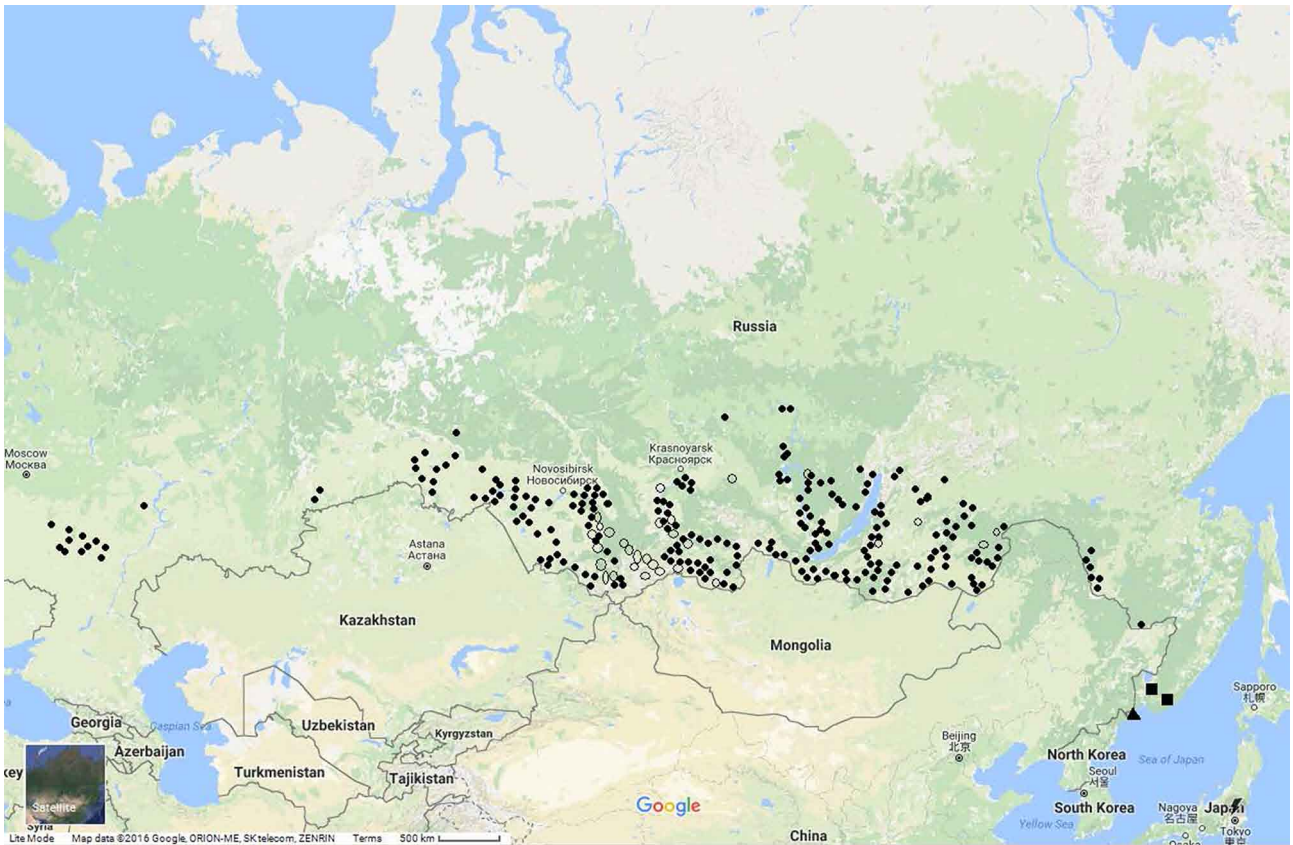 Russia
Moscow
Москва
Krasnoyarsk
Красноярск
Novosibirsk
Новосибирск
Astana
Астана
Kazakhstan
Mongolia
Sapporo
札幌
Georgia
Caspian Sea
Uzbekistan
Kyrgyzstan
Azerbaijan
Beijing
北京
North Korea
Sea of Japan
Turkmenistan
Tajikistan
Seoul
서울
Satellite
Google
South Korea
Nagoya
名古屋
Japan
Yellow Sea
Tokyo
東京
China
Syria
Osaka
Lite Mode Map data ©2016 Google, ORION-ME, SK telecom, ZENRIN Terms 500 km